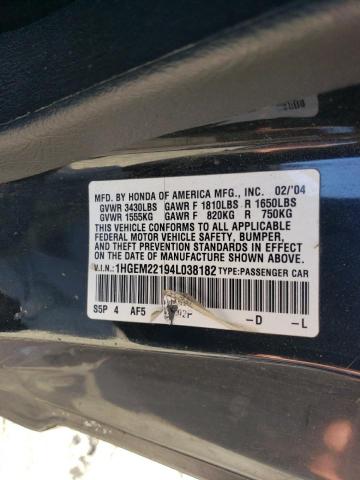 MFD. BY HONDA OF AMERICA MFG., INC. 02/'04
GVWR 3430LBS GAWR F 1810LBS R 1650LBS
GVWR 1555KG GAWR F 820KG R 750KG
THIS VEHICLE CONFORMS TO ALL APPLICABLE
FEDERAL MOTOR VEHICLE SAFETY, BUMPER,
AND THEFT PREVENTION STANDARDS IN EFFECT
ON THE DATE OF MANUFACTURE SHOWN ABOVE.
V.I.N.:1HGEM22194L038182 TYPE:PASSENGER CAR
S5P 4 AF5 -D -L